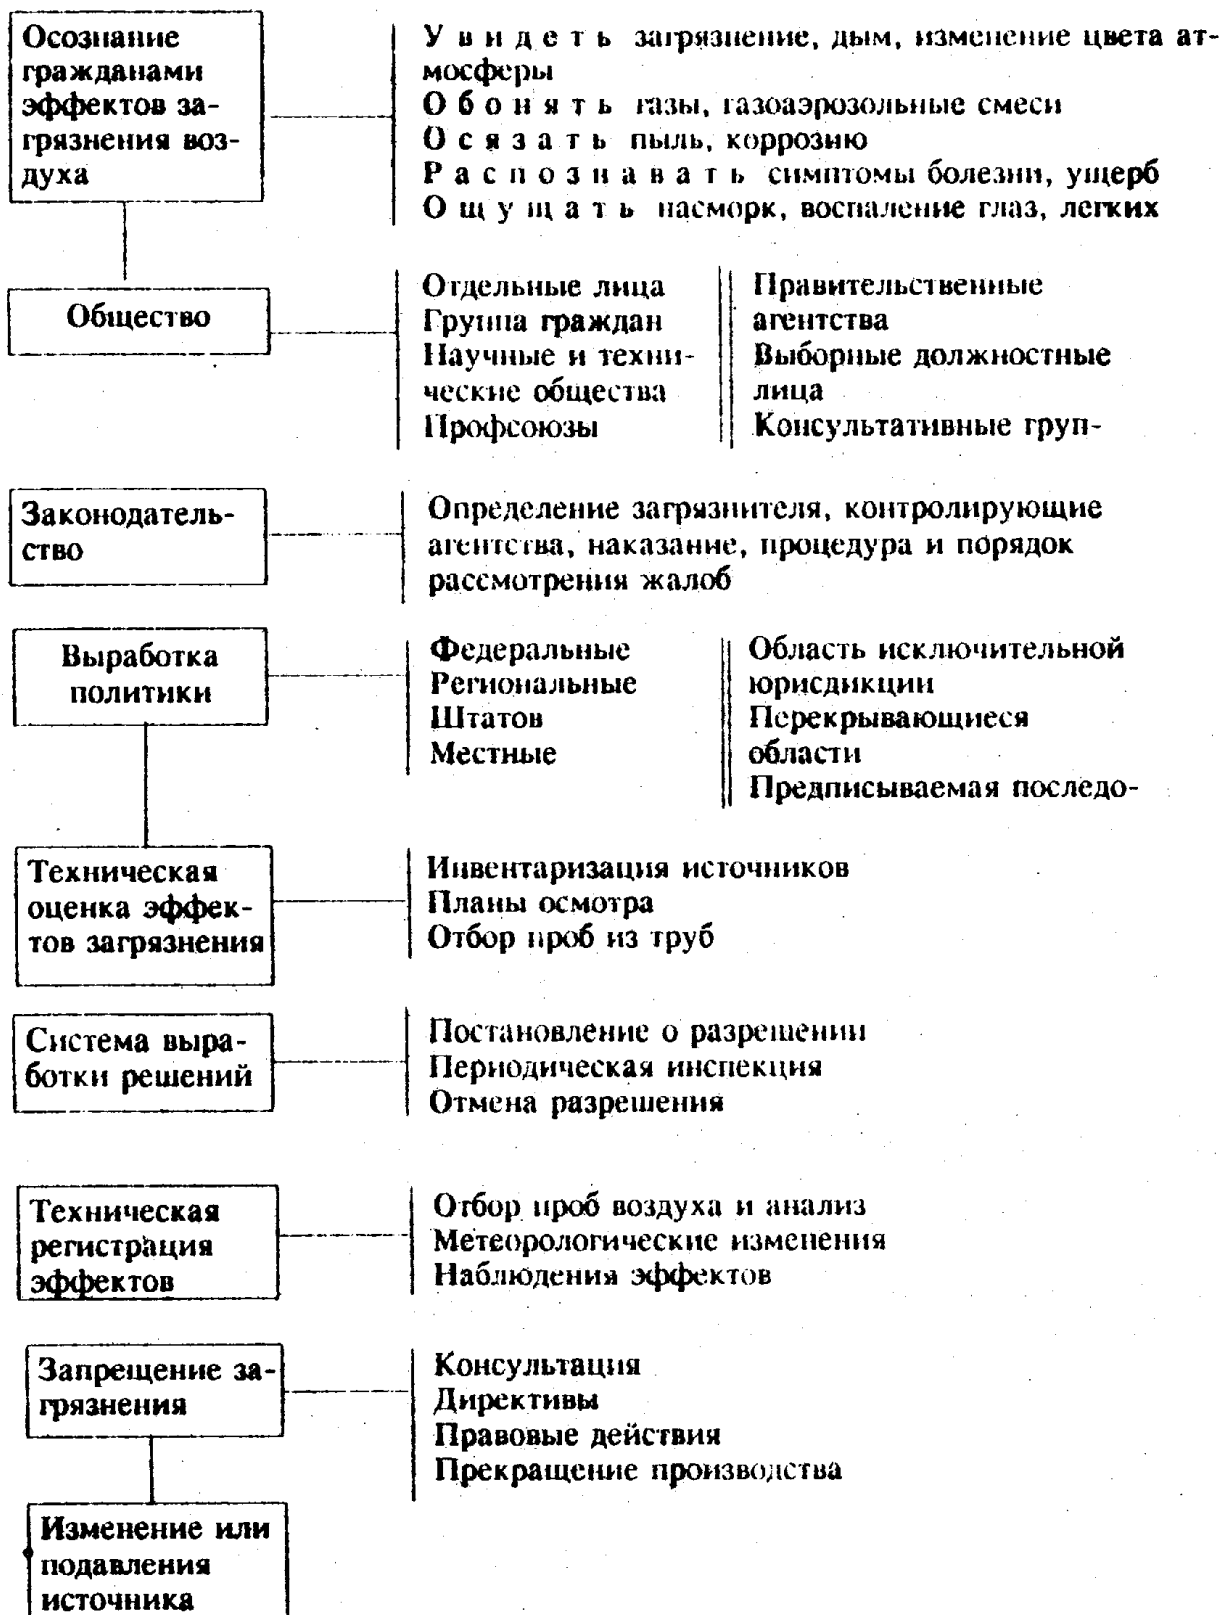 Осознание
гражданами
эффектов за-
грязнения воз-
духа
У в и д е т ь загрязнение, дым, изменение цвета ат-
мосферы
О б о н я т ь газы, газоаэрозольные смеси
О с я з а т ь пыль, коррозию
Р а с п о з н а в а т ь симптомы болезни, ущерб
О щ у щ а т ь насморк, воспаление глаз, легких
Общество
Отдельные лица
Группа граждан
Научные и техни-
ческие общества
Профсоюзы
Правительственные
агентства
Выборные должностные
лица
Консультативные груп-
Законодатель-
ство
Определение загрязнителя, контролирующие
агентства, наказание, процедура и порядок
рассмотрения жалоб
Выработка
политики
Федеральные
Региональные
Штатов
Местные
Область исключительной
юрисдикции
Перекрывающиеся
области
Предписываемая последо-
Техническая
оценка эффек-
тов загрязнения
Инвентаризация источников
Планы осмотра
Отбор проб из труб
Система выра-
ботки решений
Постановление о разрешении
Периодическая инспекция
Отмена разрешения
Техническая
регистрация
эффектов
Отбор проб воздуха и анализ
Метеорологические изменения
Наблюдения эффектов
Запрещение за-
грязнения
Консультация
Директивы
Правовые действия
Прекращение производства
Изменение или
подавления
источника